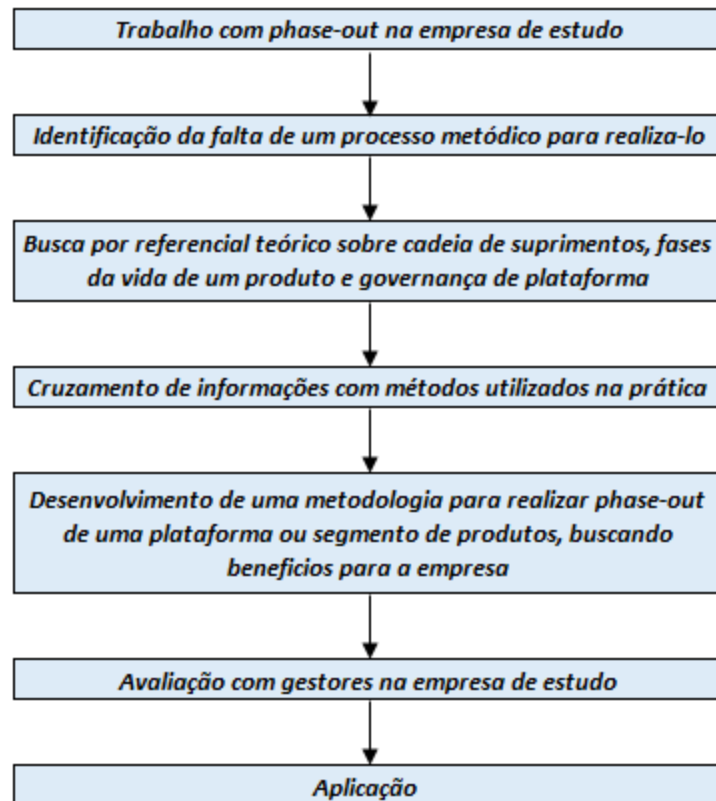 Trabalho com phase-out na empresa de estudo
Identificação da falta de um processo metódico para realiza-lo
Busca por referencial teórico sobre cadeia de suprimentos, fases
da vida de um produto e governança de plataforma
Cruzamento de informações com métodos utilizados na prática
Desenvolvimento de uma metodologia para realizar phase-out
de uma plataforma ou segmento de produtos, buscando
beneficios para a empresa
Avaliação com gestores na empresa de estudo
Aplicação